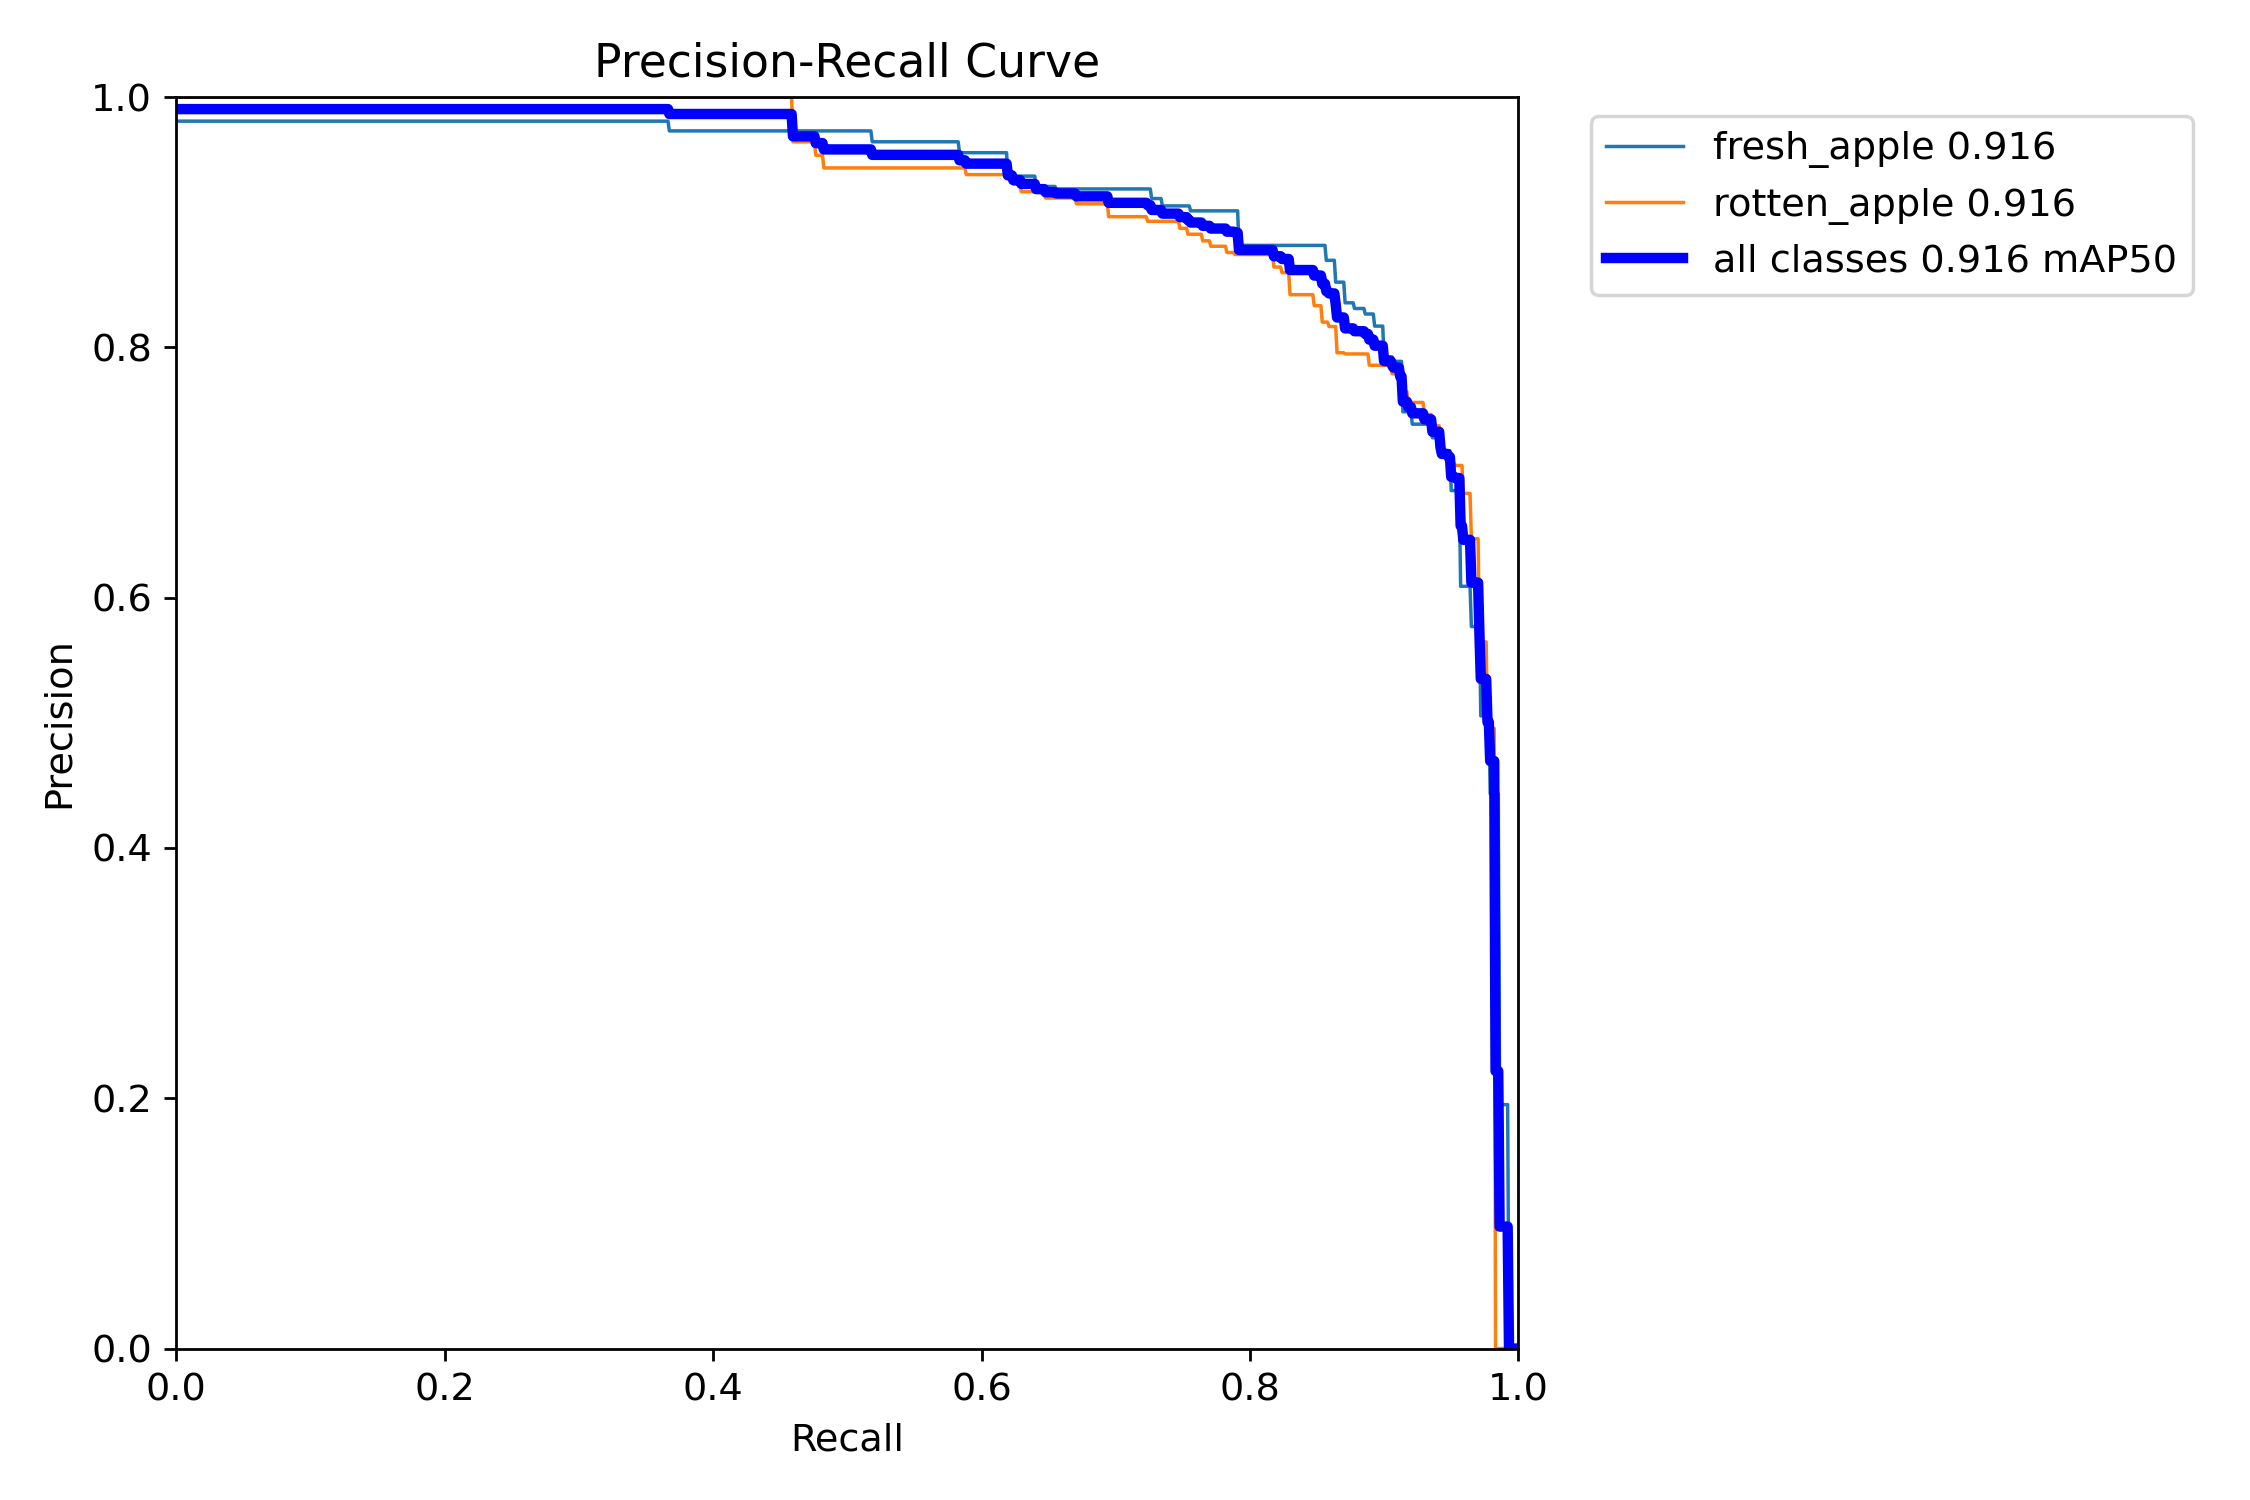 Precision-Recall Curve
1.0
0.8
0.6
0.4
0.2
0.0
Precision
0.0 0.2 0.4 0.6 0.8 1.0
Recall
fresh_apple 0.916
rotten_apple 0.916
all classes 0.916 mAP50